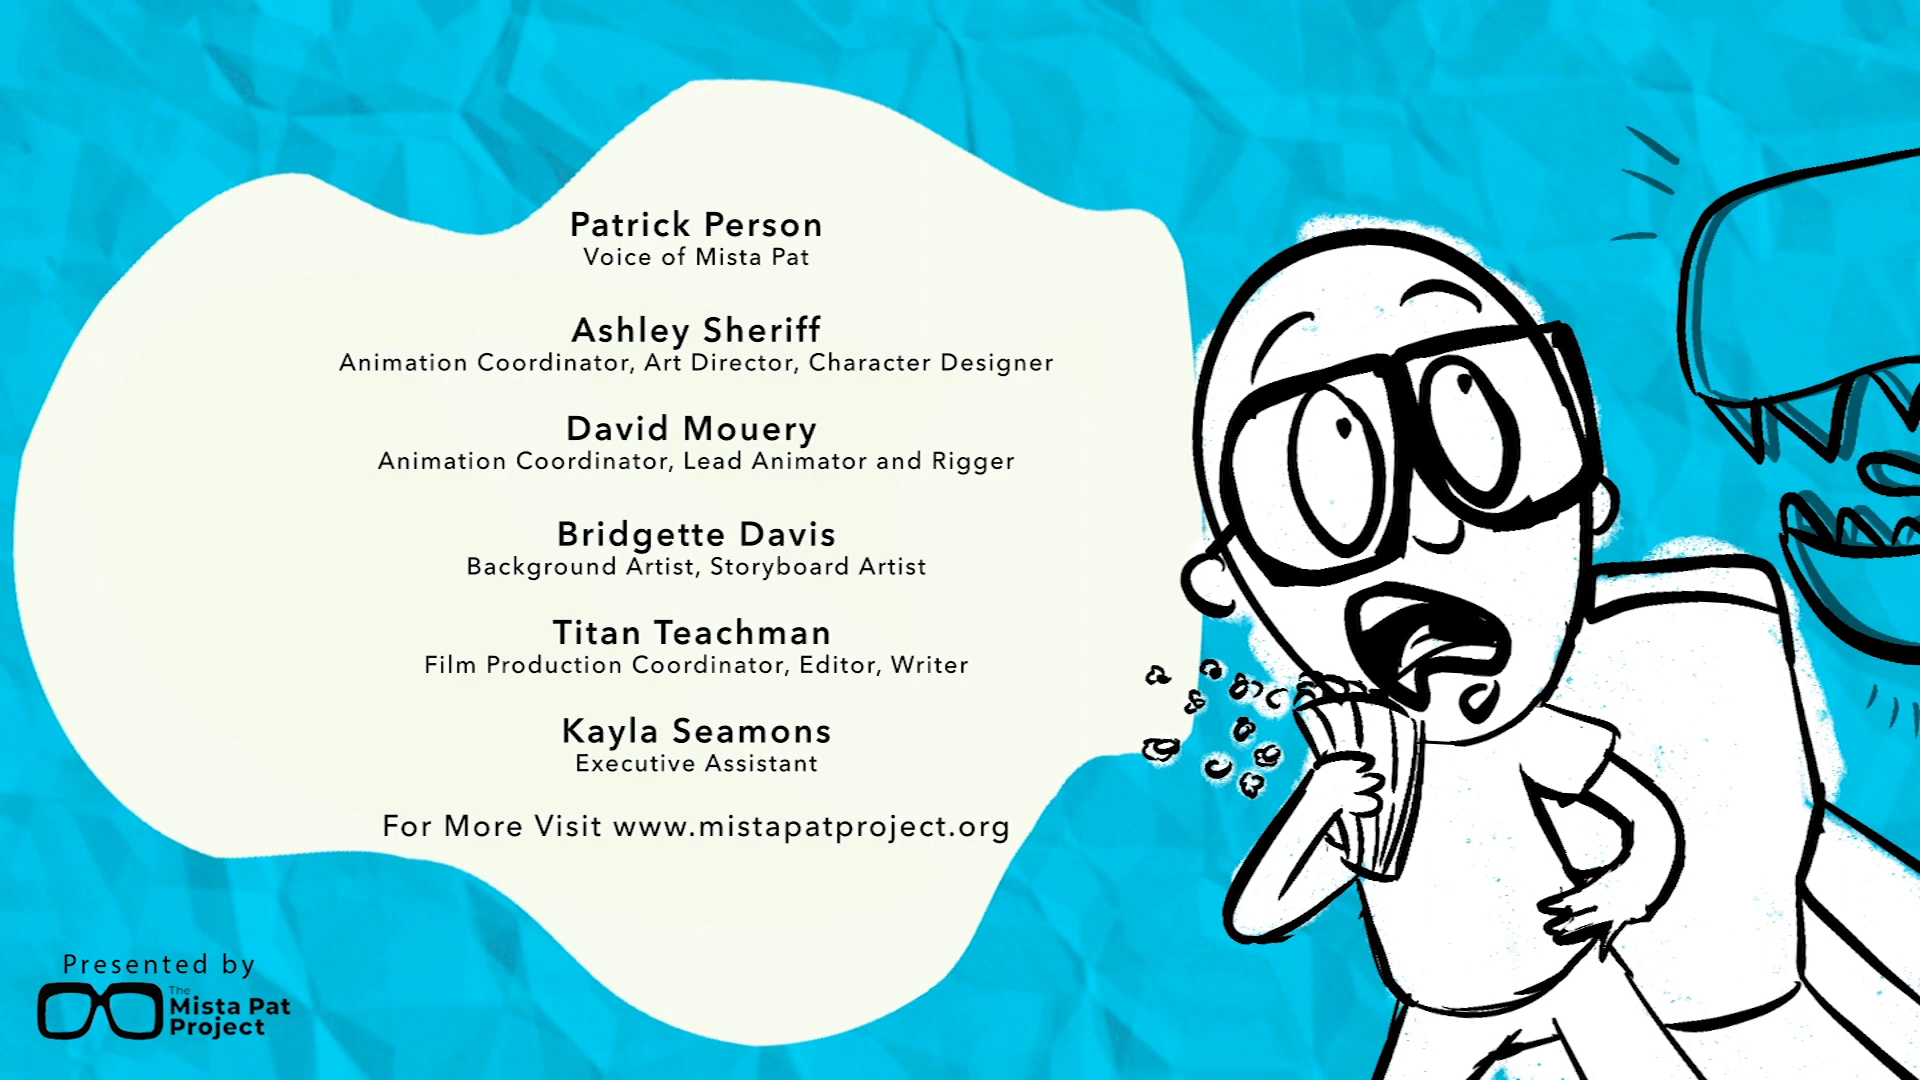 Patrick Person
Voice of Mista Pat
Ashley Sheriff
Animation Coordinator, Art Director, Character Designer
David Mouery
Animation Coordinator, Lead Animator and Rigger
Bridgette Davis
Background Artist, Storyboard Artist
Titan Teachman
Film Production Coordinator, Editor, Writer
Kayla Seamons
Executive Assistant
For More Visit www.mistapatproject.org
Presented by
The
Mista Pat
Project